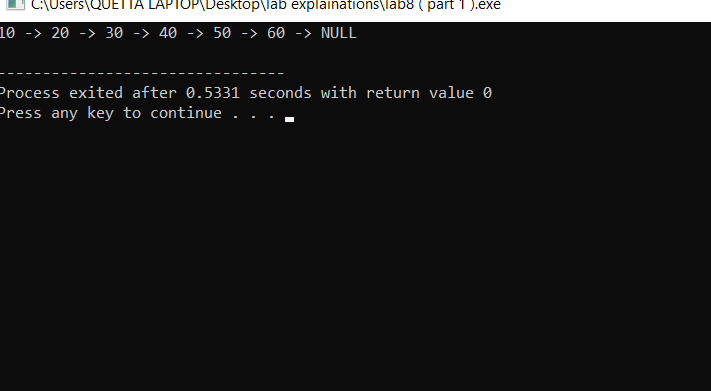 C:\Users\QUETTA LAPTOP\Desktop\lab explainations\lab8 ( part 1 ).exe
10 -> 20 -> 30 -> 40 -> 50 -> 60 -> NULL
--------------------------------
Process exited after 0.5331 seconds with return value 0
Press any key to continue . . .